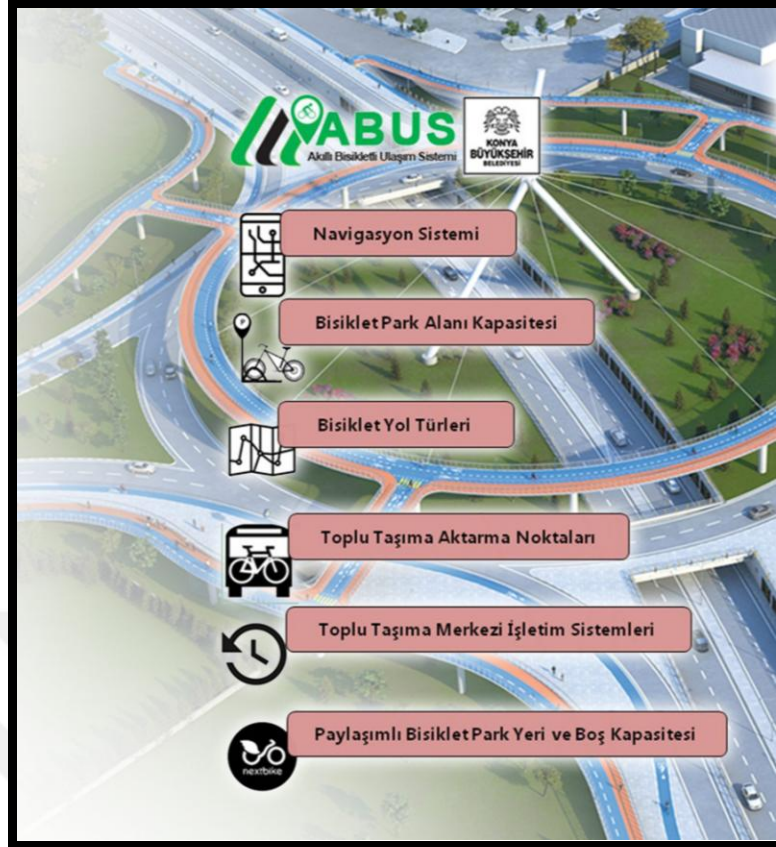 ABUS
Akıllı Bisikletli Ulaşım Sistemi
KONYA
BÜYÜKŞEHİR
BELEDİYESİ
Navigasyon Sistemi
Bisiklet Park Alanı Kapasitesi
P
Bisiklet Yol Türleri
Toplu Taşıma Aktarma Noktaları
Toplu Taşıma Merkezi İşletim Sistemleri
Paylaşımlı Bisiklet Park Yeri ve Boş Kapasitesi
nextbike